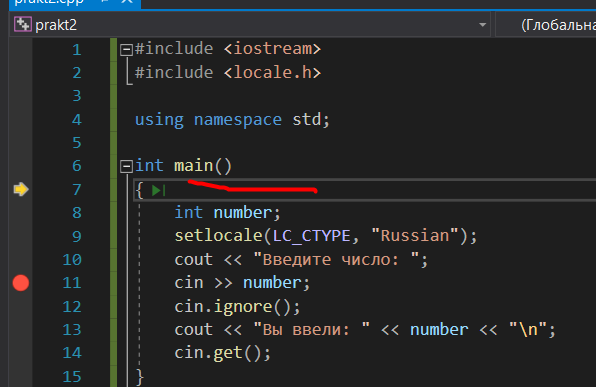 prakt2.cpp
prakt2 (Глобальна
1 #include <iostream>
2 #include <locale.h>
3
4 using namespace std;
5
6 int main()
7 {
8 int number;
9 setlocale(LC_CTYPE, "Russian");
10 cout << "Введите число: ";
11 cin >> number;
12 cin.ignore();
13 cout << "Вы ввели: " << number << "\n";
14 cin.get();
15 }